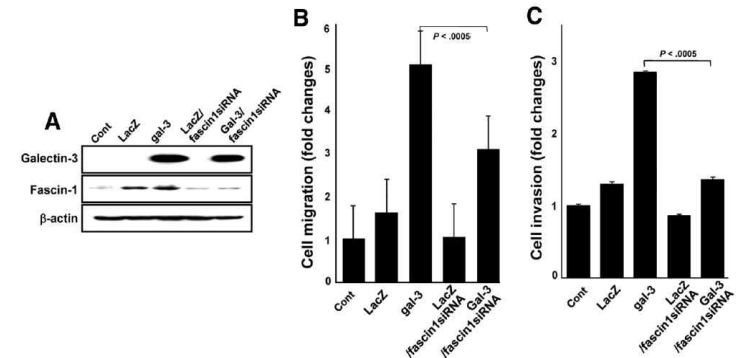 A
Cont
LacZ
gal-3
LacZ/
fascin1siRNA
Gal-3/
fascin1siRNA
Galectin-3
Fascin-1
β-actin
B
Cell migration (fold changes)
6
5
4
3
2
1
0
P < .0005
Cont
LacZ
gal-3
LacZ
/fascin1siRNA
Gal-3
/fascin1siRNA
C
Cell invasion (fold changes)
3
2
1
0
P < .0005
Cont
LacZ
gal-3
LacZ
/fascin1siRNA
Gal-3
/fascin1siRNA